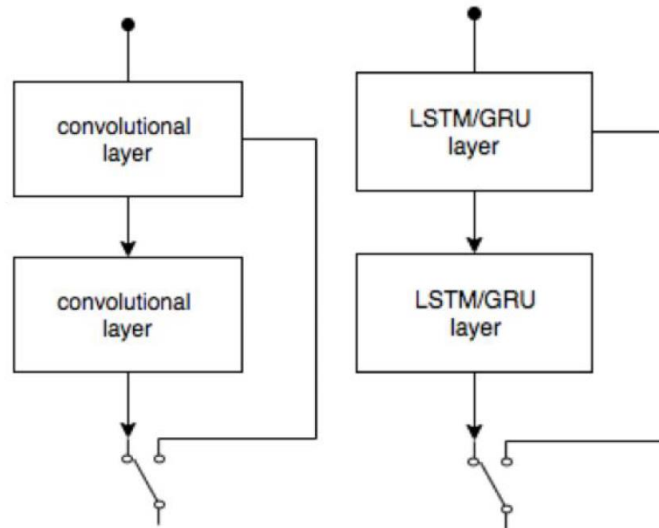 convolutional
layer
convolutional
layer
LSTM/GRU
layer
LSTM/GRU
layer